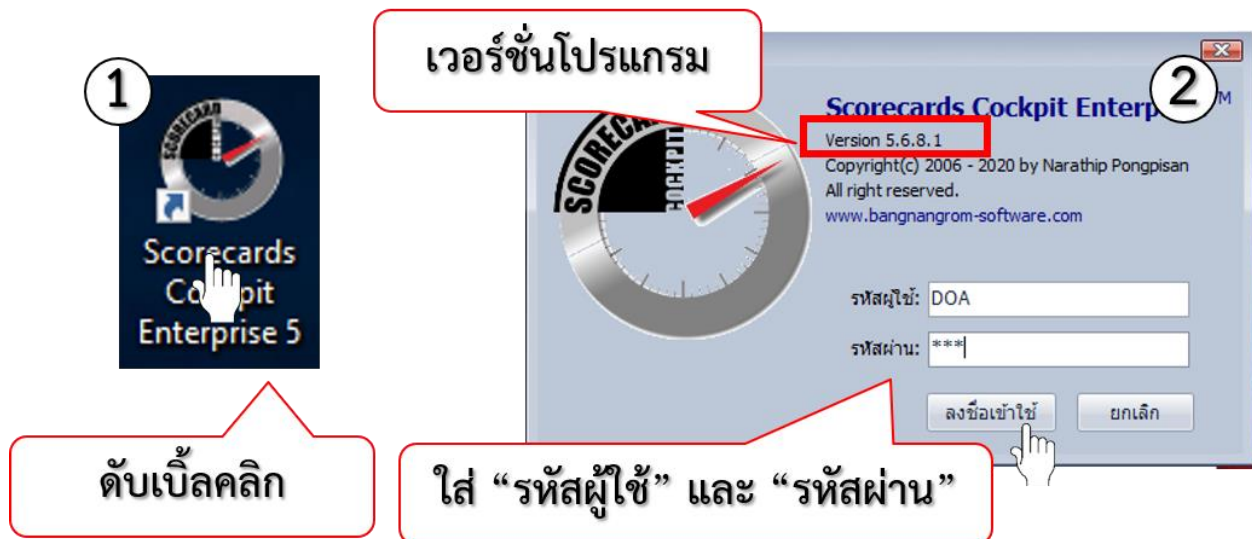 1
SCORECARD
COCKPIT
Scorecards
Cockpit
Enterprise 5
ดับเบิ้ลคลิก
เวอร์ชั่นโปรแกรม
2
SCORECARD
COCKPIT
Scorecards Cockpit Enterp
Version 5.6.8.1
Copyright(c) 2006 - 2020 by Narathip Pongpisan
All right reserved.
www.bangnangrom-software.com
รหัสผู้ใช้: DOA
รหัสผ่าน: ***
ลงชื่อเข้าใช้ ยกเลิก
ใส่ “รหัสผู้ใช้” และ “รหัสผ่าน”